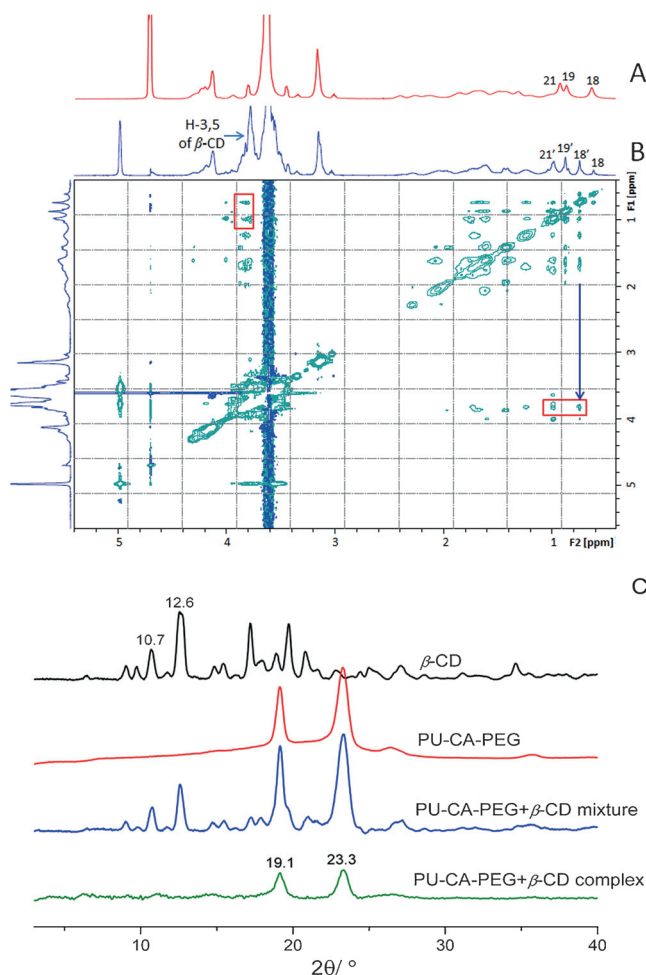 A
21 19 18
H-3,5
of β-CD
B
21' 19' 18' 18
1
2
3
4
5
F1 [ppm]
5 4 3 2 1 F2 [ppm]
C
12.6
10.7
β-CD
PU-CA-PEG
PU-CA-PEG+β-CD mixture
19.1 23.3
PU-CA-PEG+β-CD complex
10 20 30 40
2θ/ °